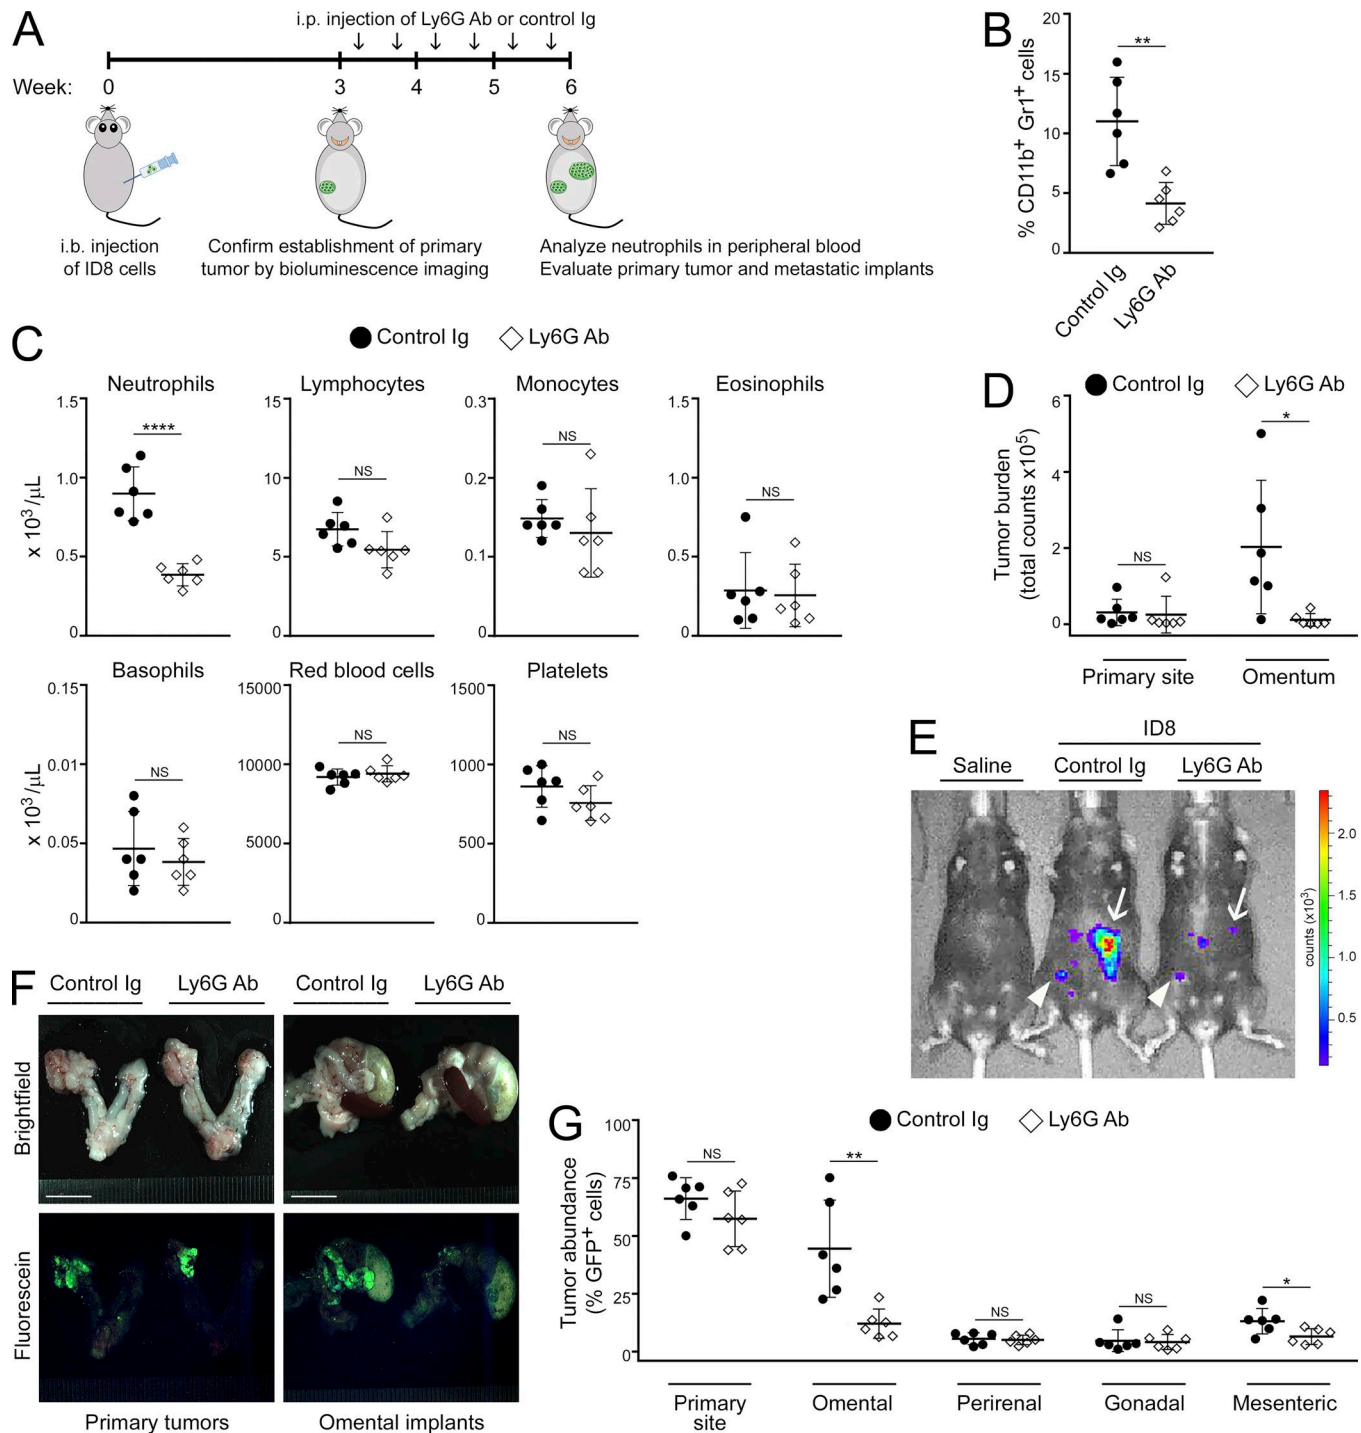 A
i.p. injection of Ly6G Ab or control Ig
Week: 0 3 4 5 6
i.b. injection
of ID8 cells
Confirm establishment of primary
tumor by bioluminescence imaging
Analyze neutrophils in peripheral blood
Evaluate primary tumor and metastatic implants
B
% CD11b+ Gr1+ cells
20
15
10
5
0
**
Control Ig
Ly6G Ab
C
Control Ig
Ly6G Ab
Neutrophils
x 10³/µL
1.5
1.0
0.5
0
****
Lymphocytes
15
10
5
0
NS
Monocytes
0.3
0.2
0.1
0
NS
Eosinophils
1.5
1.0
0.5
0
NS
Basophils
x 10³/µL
0.15
0.01
0.05
0
NS
Red blood cells
15000
10000
5000
0
NS
Platelets
1500
1000
500
0
NS
D
Control Ig
Ly6G Ab
Tumor burden
(total counts x10⁵)
6
4
2
0
NS
*
Primary site
Omentum
E
ID8
Saline
Control Ig
Ly6G Ab
counts (x10³)
2.0
1.5
1.0
0.5
F
Control Ig
Ly6G Ab
Control Ig
Ly6G Ab
Brightfield
Fluorescein
Primary tumors
Omental implants
G
Control Ig
Ly6G Ab
Tumor abundance
(% GFP+ cells)
100
75
50
25
0
NS
**
NS
NS
*
Primary
site
Omental
Perirenal
Gonadal
Mesenteric